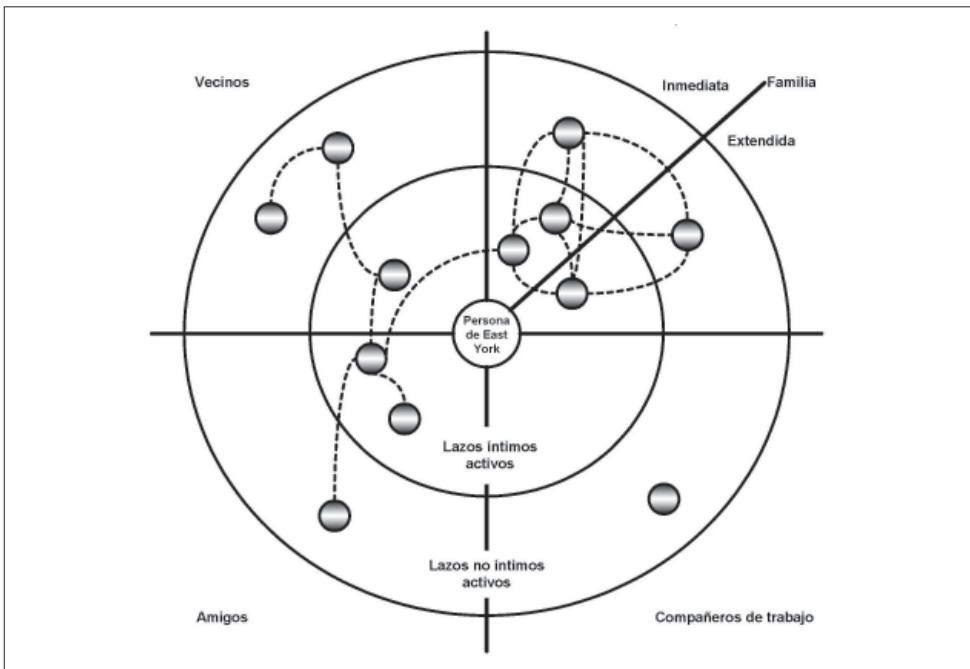 Vecinos
Inmediata
Familia
Extendida
Persona
de East
York
Lazos íntimos
activos
Lazos no íntimos
activos
Amigos
Compañeros de trabajo